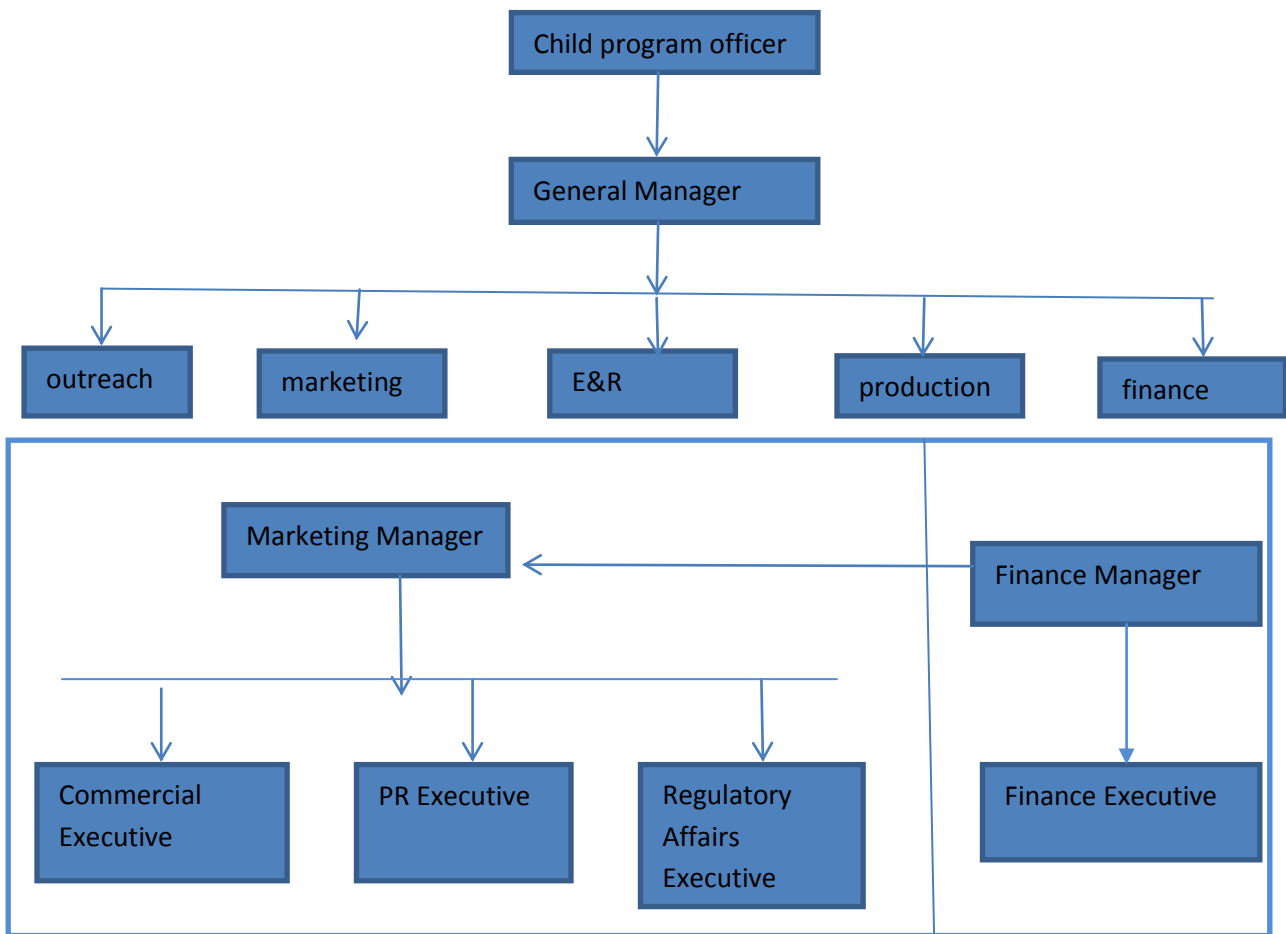 Child program officer
General Manager
outreach
marketing
E&R
production
finance
Marketing Manager
Finance Manager
Commercial
Executive
PR Executive
Regulatory
Affairs
Executive
Finance Executive